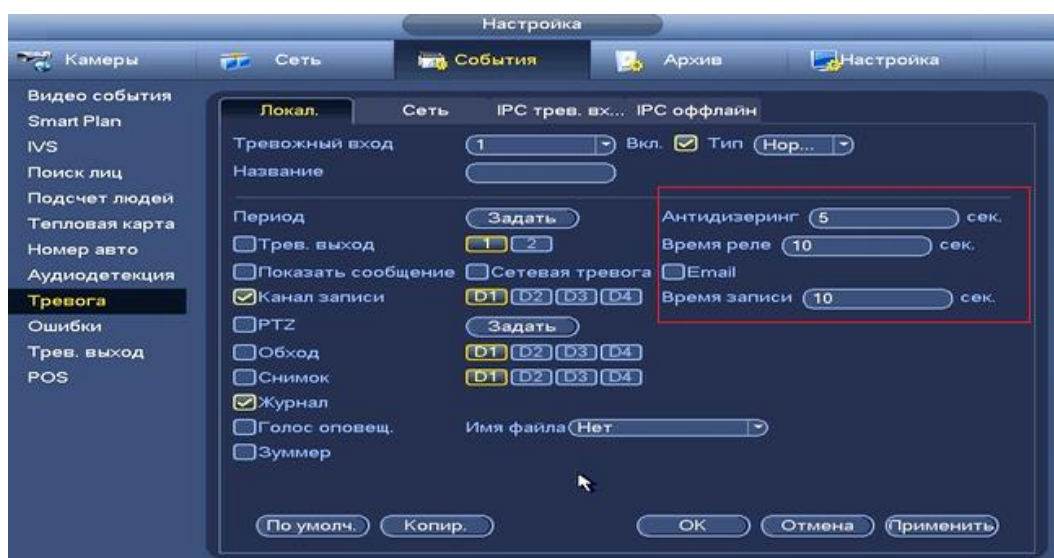 Настройка
Камеры Сеть События Архив Настройка
Видео события
Smart Plan
IVS
Поиск лиц
Подсчет людей
Тепловая карта
Номер авто
Аудиодетекция
Тревога
Ошибки
Трев. выход
POS
Локал. Сеть IPC трев. вх... IPC оффлайн
Тревожный вход 1 Вкл. Тип Нор...
Название
Период Задать Антидизеринг 5 сек.
Трев. выход 1 2 Время реле 10 сек.
Показать сообщение Сетевая тревога Email
Канал записи D1 D2 D3 D4 Время записи 10 сек.
PTZ Задать
Обход D1 D2 D3 D4
Снимок D1 D2 D3 D4
Журнал
Голос оповещ. Имя файла Нет
Зуммер
По умолч. Копир. OK Отмена Применить